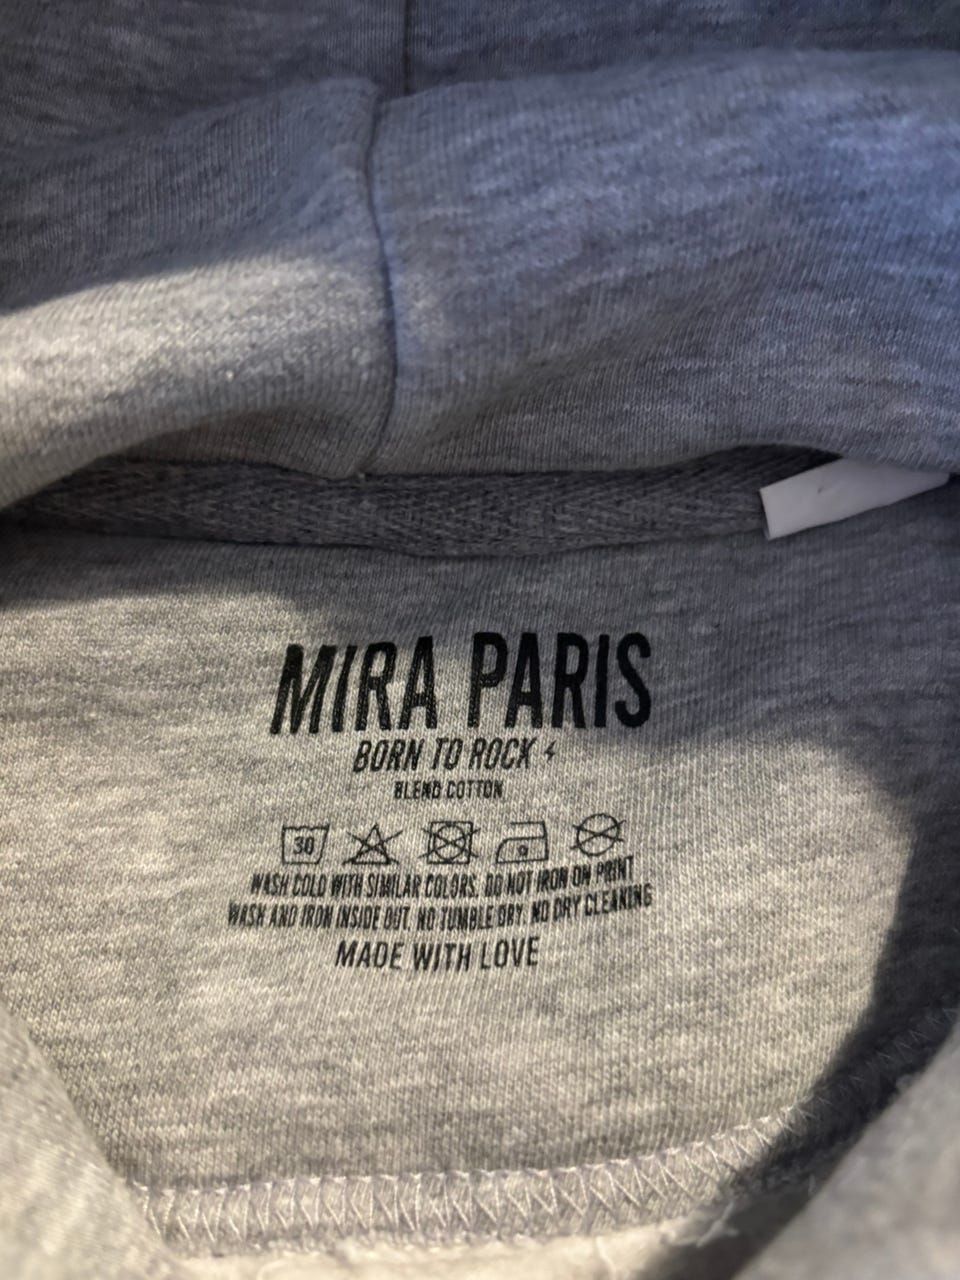 MIRA PARIS
BORN TO ROCK
BLEND COTTON
30
WASH COLD WITH SIMILAR COLORS. DO NOT IRON ON PRINT
WASH AND IRON INSIDE OUT. NO TUMBLE DRY. NO DRY CLEANING
MADE WITH LOVE